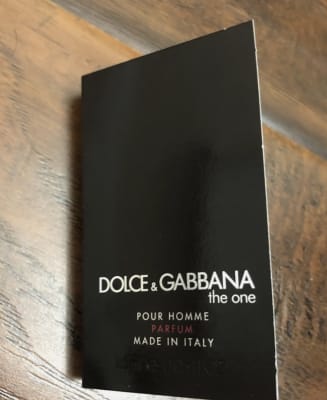 DOLCE & GABBANA
the one
POUR HOMME
PARFUM
MADE IN ITALY